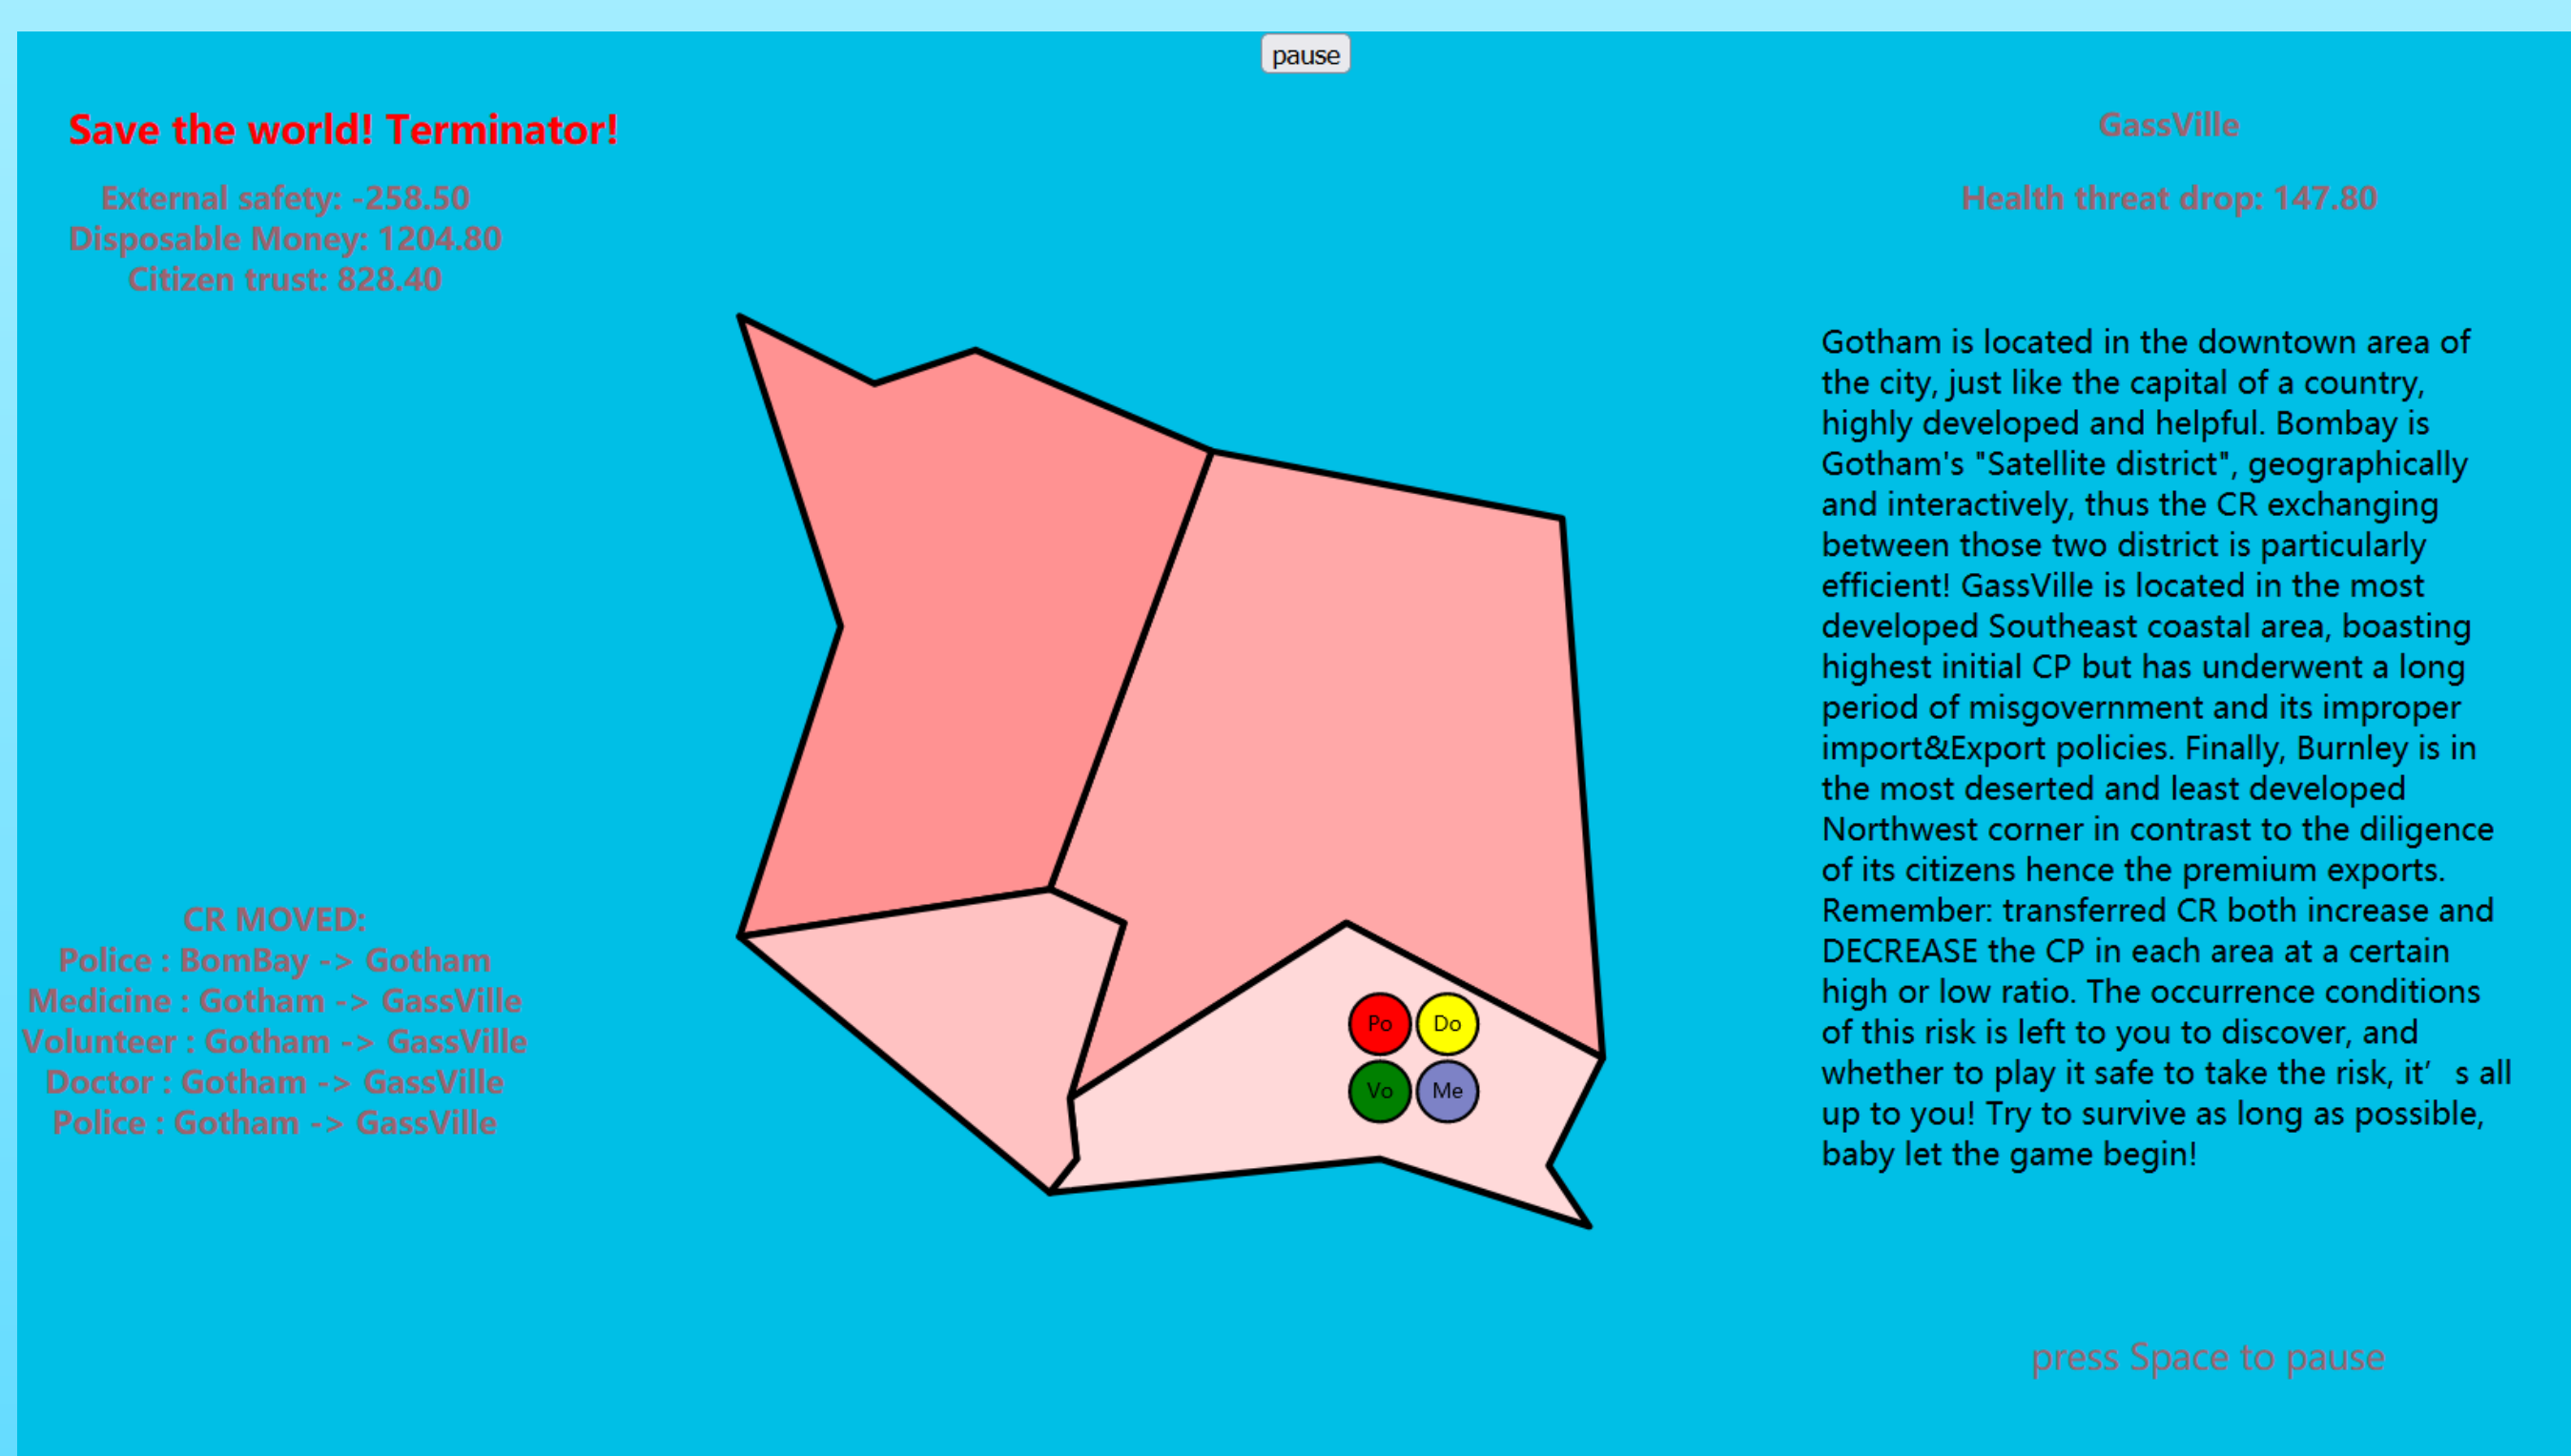 pause
Save the world! Terminator!
External safety: -258.50
Disposable Money: 1204.80
Citizen trust: 828.40
GassVille
Health threat drop: 147.80
Gotham is located in the downtown area of
the city, just like the capital of a country,
highly developed and helpful. Bombay is
Gotham's "Satellite district", geographically
and interactively, thus the CR exchanging
between those two district is particularly
efficient! GassVille is located in the most
developed Southeast coastal area, boasting
highest initial CP but has underwent a long
period of misgovernment and its improper
import&Export policies. Finally, Burnley is in
the most deserted and least developed
Northwest corner in contrast to the diligence
of its citizens hence the premium exports.
Remember: transferred CR both increase and
DECREASE the CP in each area at a certain
high or low ratio. The occurrence conditions
of this risk is left to you to discover, and
whether to play it safe to take the risk, it’ s all
up to you! Try to survive as long as possible,
baby let the game begin!
CR MOVED:
Police : BomBay -> Gotham
Medicine : Gotham -> GassVille
Volunteer : Gotham -> GassVille
Doctor : Gotham -> GassVille
Police : Gotham -> GassVille
Po Do
Vo Me
press Space to pause